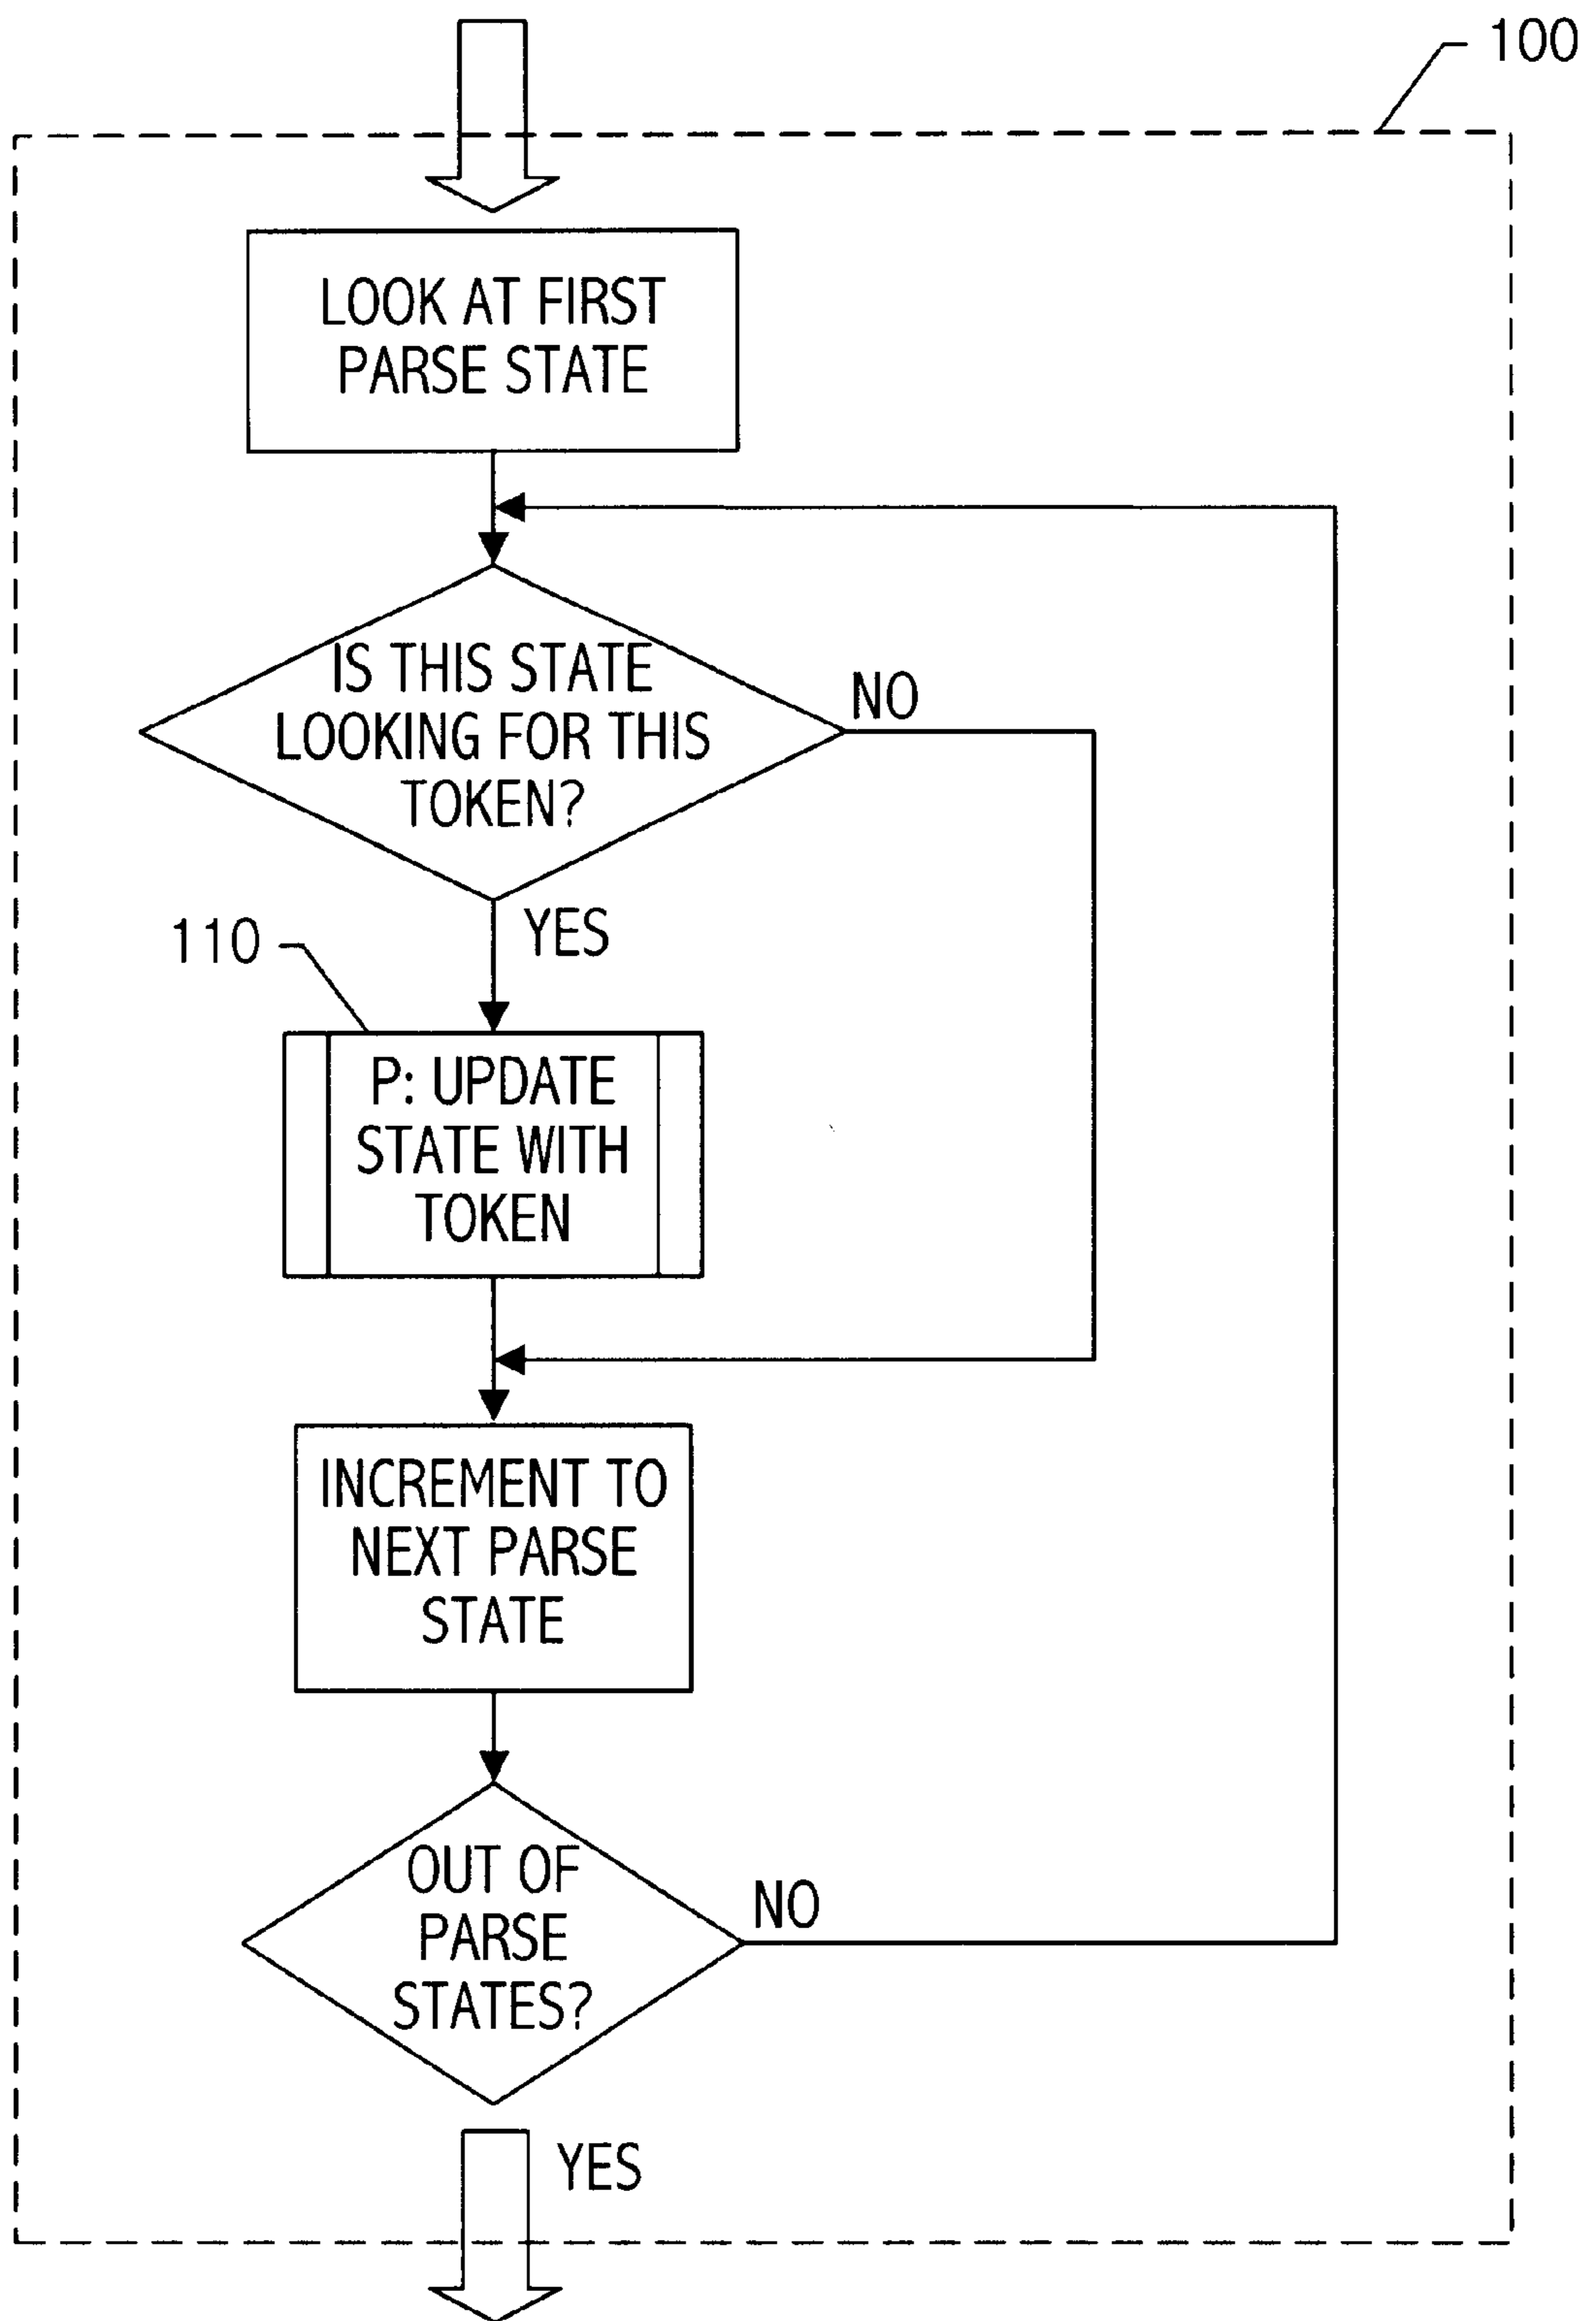 100
LOOK AT FIRST
PARSE STATE
IS THIS STATE
LOOKING FOR THIS
TOKEN?
NO
YES
110
P: UPDATE
STATE WITH
TOKEN
INCREMENT TO
NEXT PARSE
STATE
OUT OF
PARSE
STATES?
NO
YES